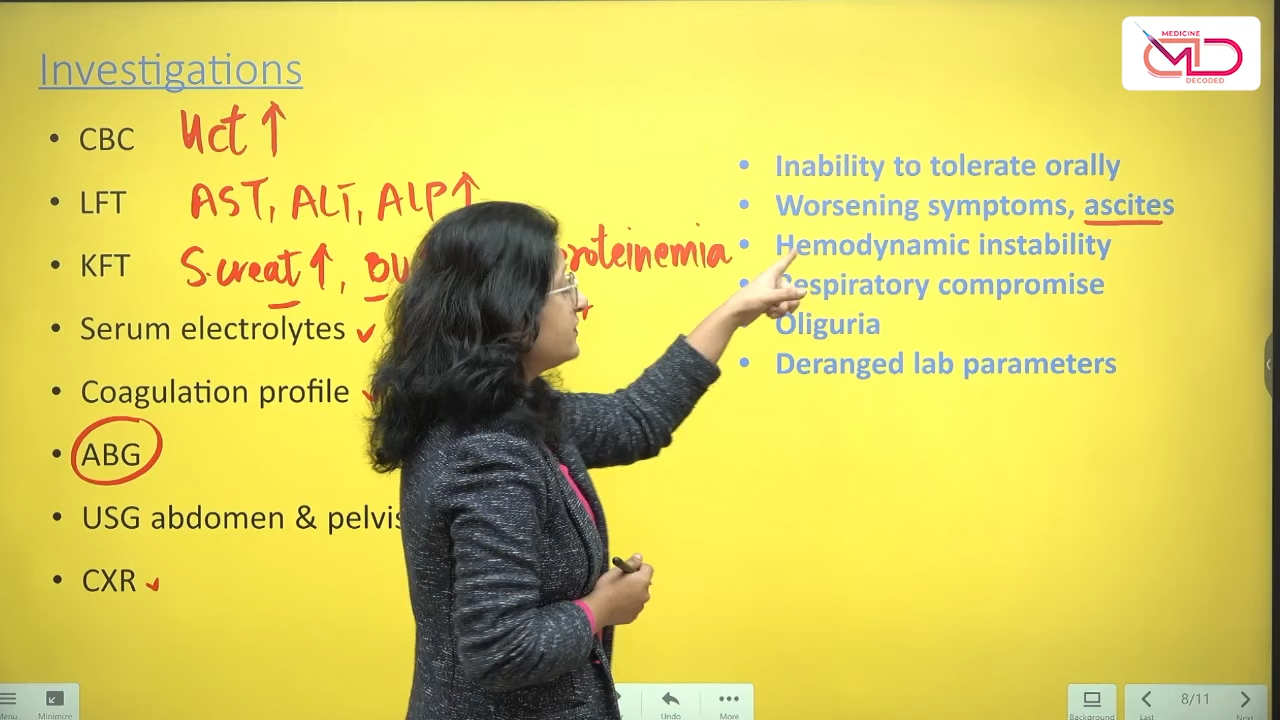 Investigations
MEDICINE
MD
DECODED
• CBC Hct ↑
• LFT AST, ALT, ALP ↑
• KFT S. creat ↑, BU roteinemia
• Serum electrolytes ✓
• Coagulation profile ✓
• ABG
• USG abdomen & pelvis
• CXR ✓
• Inability to tolerate orally
• Worsening symptoms, ascites
• Hemodynamic instability
• Respiratory compromise
Oliguria
• Deranged lab parameters
Menu
Minimize
Undo
More
Background
8/11
Last
Next